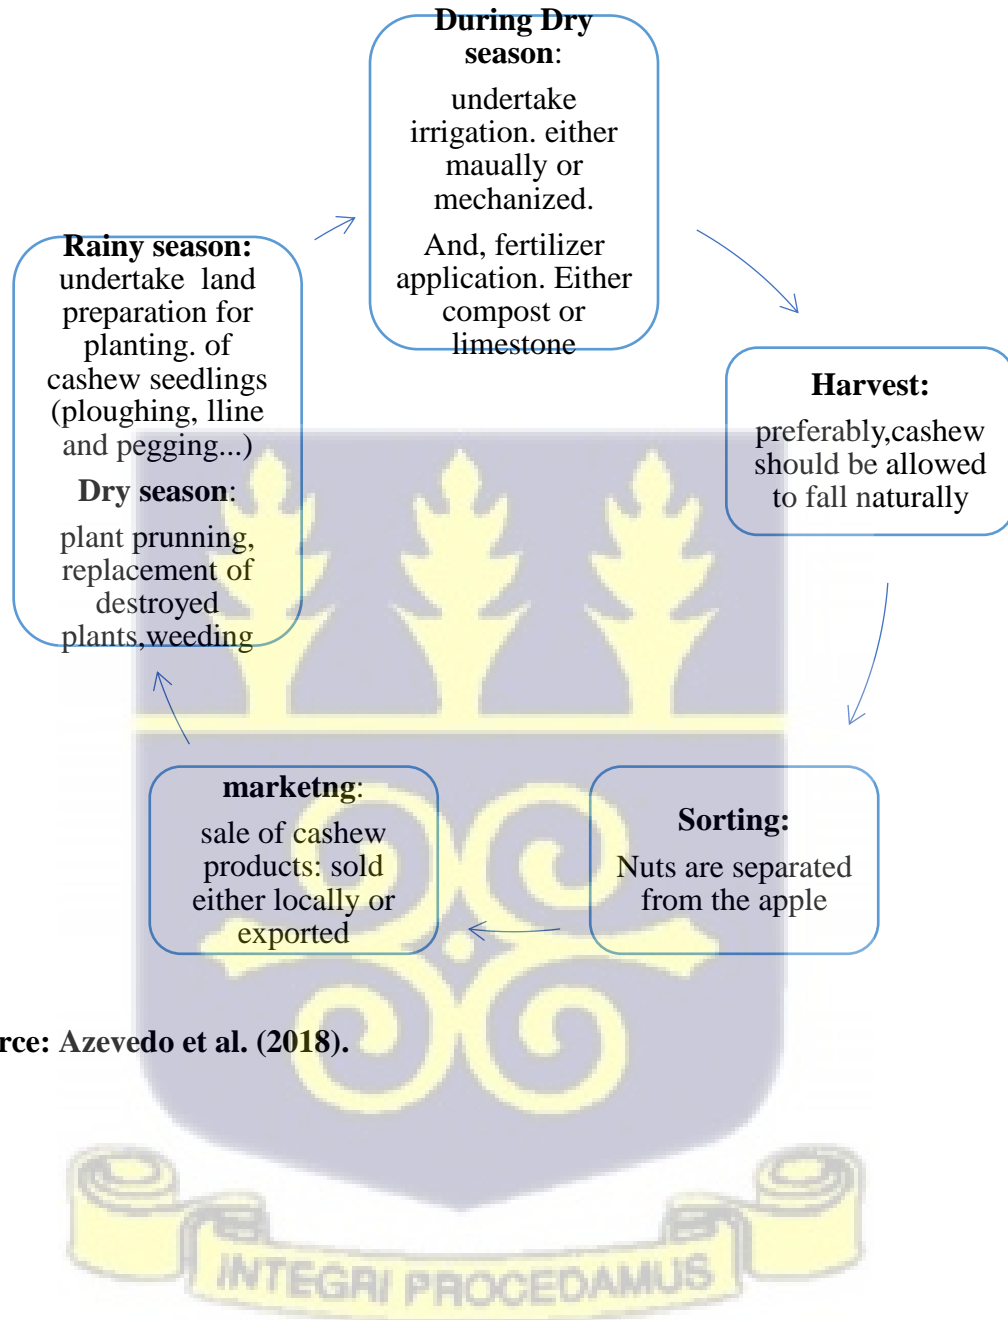 During Dry
season:
undertake
irrigation. either
maually or
mechanized.
And, fertilizer
application. Either
compost or
limestone
Rainy season:
undertake land
preparation for
planting. of
cashew seedlings
(ploughing, lline
and pegging...)
Dry season:
plant prunning,
replacement of
destroyed
plants,weeding
Harvest:
preferably,cashew
should be allowed
to fall naturally
marketng:
sale of cashew
products: sold
either locally or
exported
Sorting:
Nuts are separated
from the apple
rce: Azevedo et al. (2018).
INTEGRI PROCEDAMUS